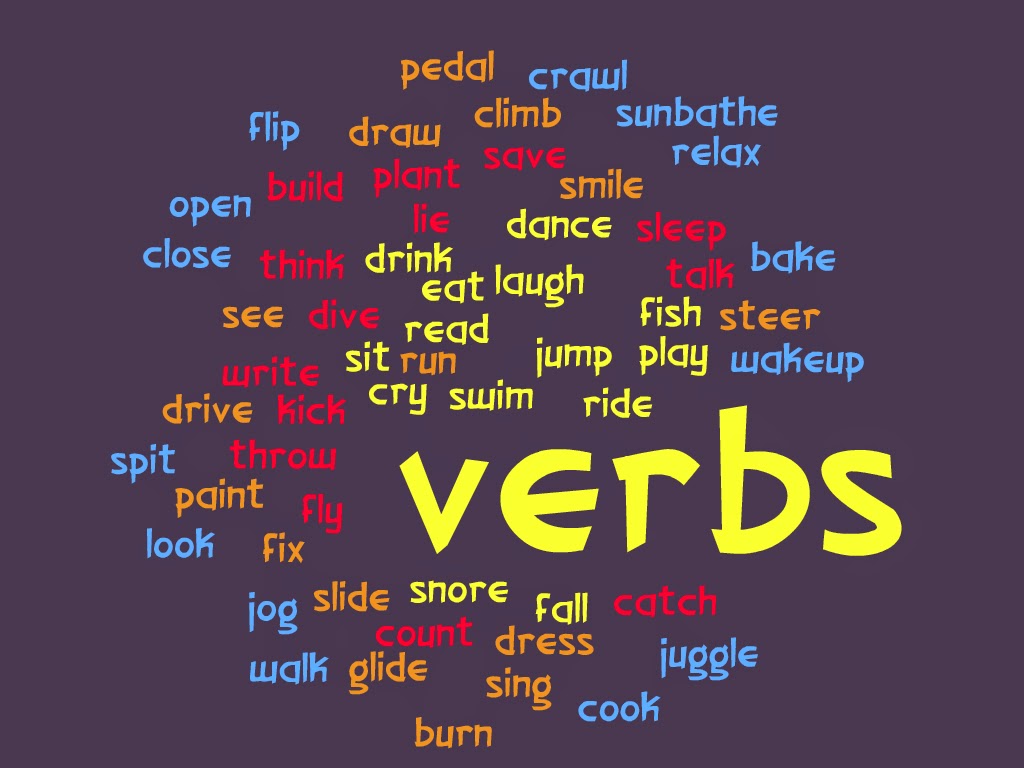 pedal crawl
climb sunbathe
flip draw
save relax
build plant smile
open lie dance sleep
close think drink talk bake
eat laugh
see dive read fish steer
sit run jump play wakeup
write cry swim ride
drive kick
spit throw verbs
paint fly
look fix
jog slide snore fall catch
count dress juggle
walk glide sing
cook
burn